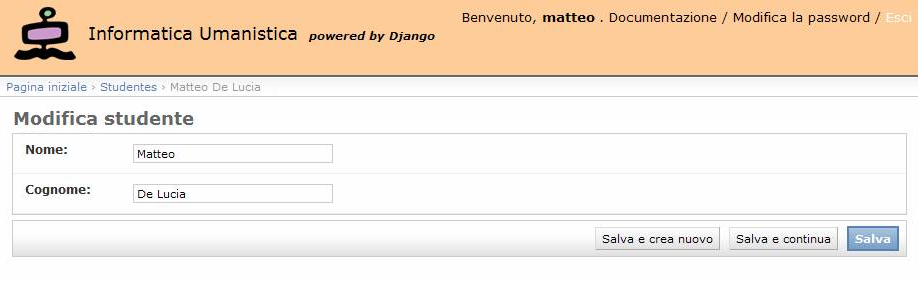 Benvenuto, matteo . Documentazione / Modifica la password / Esci
Informatica Umanistica powered by Django
Pagina iniziale › Studentes › Matteo De Lucia
Modifica studente
Nome: Matteo
Cognome: De Lucia
Salva e crea nuovo Salva e continua Salva